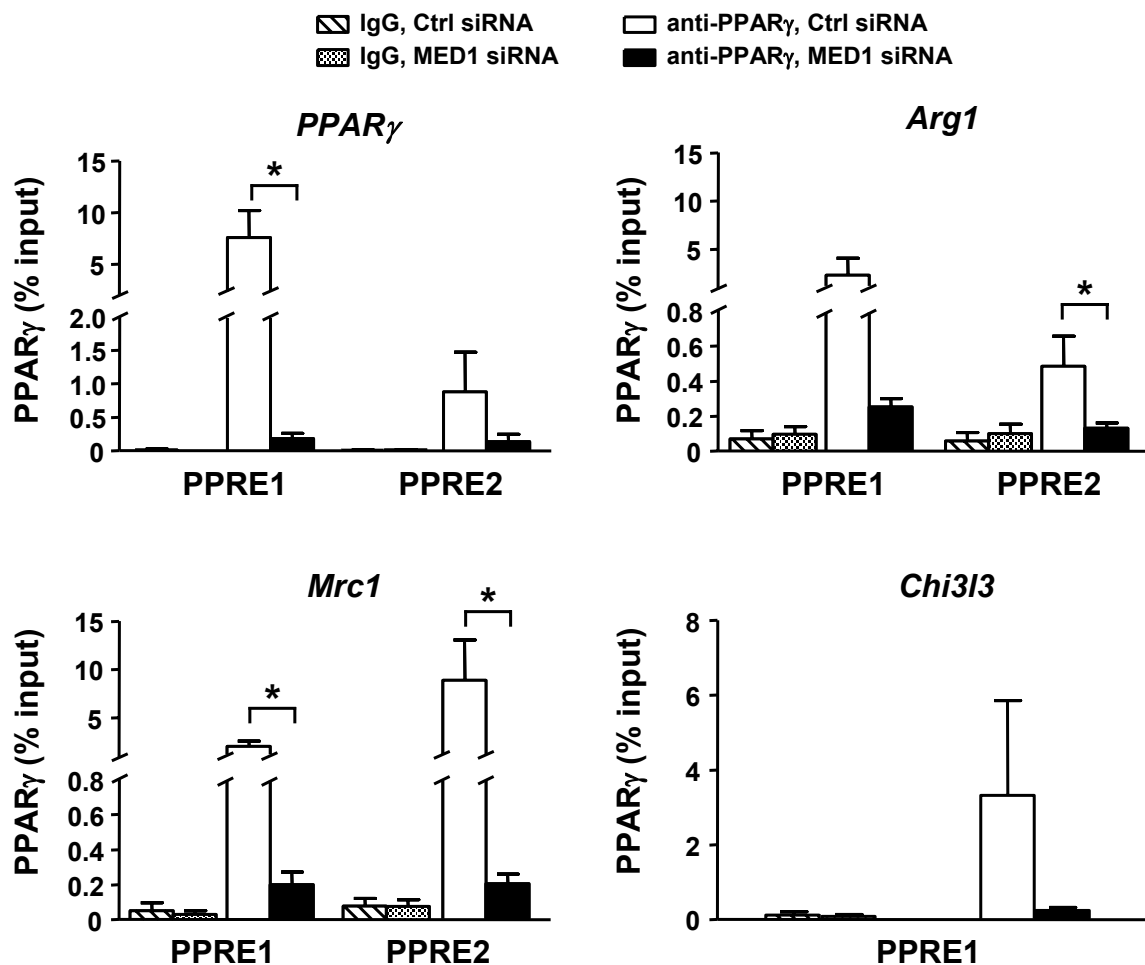 IgG, Ctrl siRNA
anti-PPARγ, Ctrl siRNA
IgG, MED1 siRNA
anti-PPARγ, MED1 siRNA
PPARγ
PPARγ (% input)
15
10
5
2.0
1.5
1.0
0.5
0
*
PPRE1
PPRE2
Arg1
PPARγ (% input)
15
10
5
0.8
0.6
0.4
0.2
0
*
PPRE1
PPRE2
Mrc1
PPARγ (% input)
15
10
5
0.8
0.6
0.4
0.2
0
*
*
PPRE1
PPRE2
Chi3l3
PPARγ (% input)
8
6
4
2
0
PPRE1